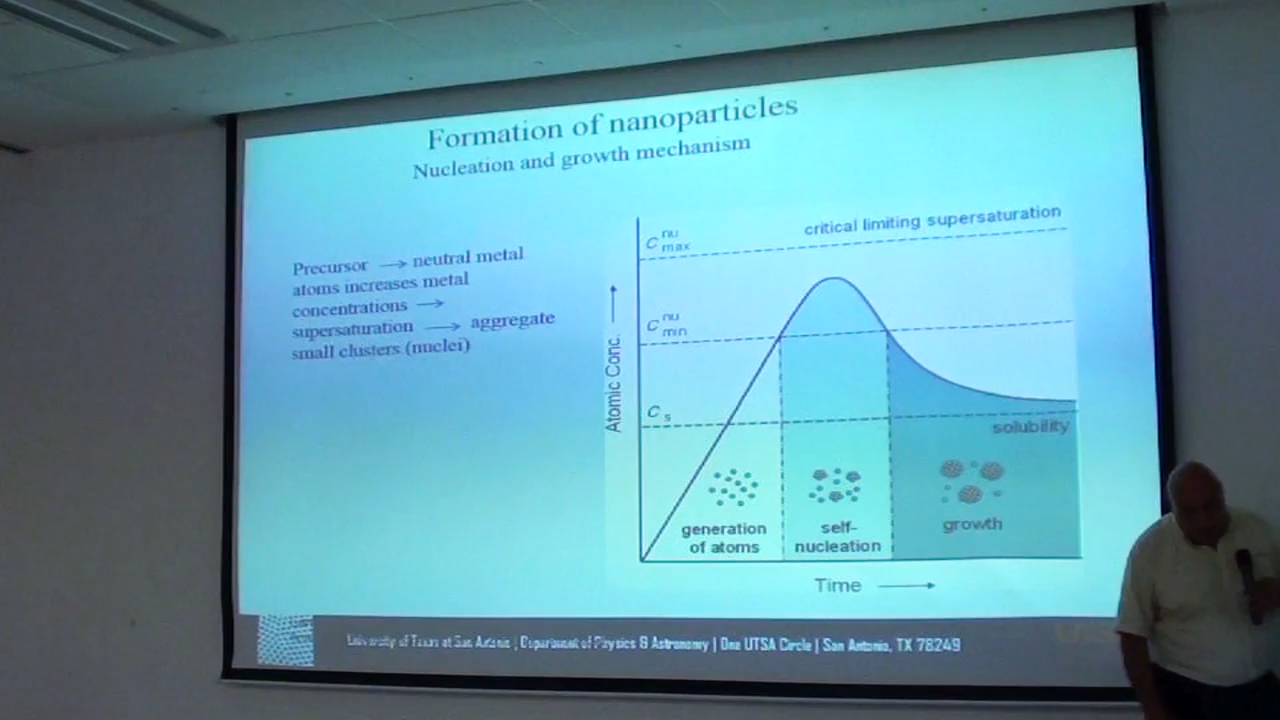 Formation of nanoparticles
Nucleation and growth mechanism
Precursor → neutral metal
atoms increases metal
concentrations →
supersaturation → aggregate
small clusters (nuclei)
critical limiting supersaturation
C nu max
C nu min
C s
solubility
Atomic Conc. →
generation
of atoms
self-
nucleation
growth
Time →
University of Texas at San Antonio | Department of Physics & Astronomy | One UTSA Circle | San Antonio, TX 78249